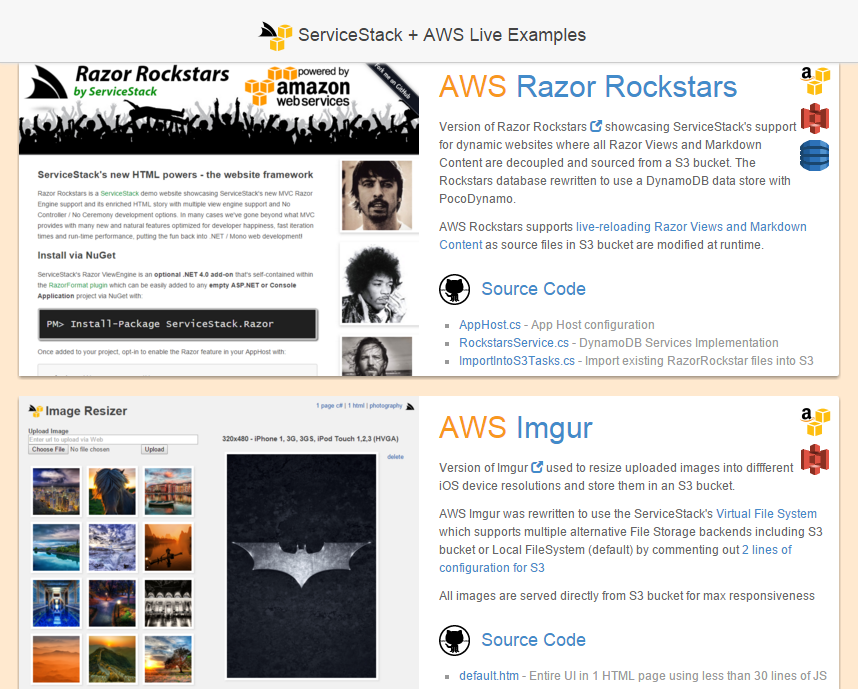 ServiceStack + AWS Live Examples
Razor Rockstars
by ServiceStack
powered by
amazon
web services
Fork me on GitHub
ServiceStack's new HTML powers - the website framework
Razor Rockstars is a ServiceStack demo website showcasing ServiceStack's new MVC Razor
Engine support and its enriched HTML story with multiple view engine support and No
Controller / No Ceremony development options. In many cases we've gone beyond what MVC
provides with many new and natural features optimized for developer happiness, fast iteration
times and run-time performance, putting the fun back into .NET / Mono web development!
Install via NuGet
ServiceStack's Razor ViewEngine is an optional .NET 4.0 add-on that's self-contained within
the RazorFormat plugin which can be easily added to any empty ASP.NET or Console
Application project via NuGet with:
PM> Install-Package ServiceStack.Razor
Once added to your project, opt-in to enable the Razor feature in your AppHost with:
AWS Razor Rockstars
Version of Razor Rockstars showcasing ServiceStack's support
for dynamic websites where all Razor Views and Markdown
Content are decoupled and sourced from a S3 bucket. The
Rockstars database rewritten to use a DynamoDB data store with
PocoDynamo.
AWS Rockstars supports live-reloading Razor Views and Markdown
Content as source files in S3 bucket are modified at runtime.
Source Code
AppHost.cs - App Host configuration
RockstarsService.cs - DynamoDB Services Implementation
ImportIntoS3Tasks.cs - Import existing RazorRockstar files into S3
a
Image Resizer
1 page c# | 1 html | photography
Upload Image
Enter url to upload via Web
Choose File No file chosen Upload
320x480 - iPhone 1, 3G, 3GS, iPod Touch 1,2,3 (HVGA)
delete
AWS Imgur
Version of Imgur used to resize uploaded images into diffferent
iOS device resolutions and store them in an S3 bucket.
AWS Imgur was rewritten to use the ServiceStack's Virtual File System
which supports multiple alternative File Storage backends including S3
bucket or Local FileSystem (default) by commenting out 2 lines of
configuration for S3
All images are served directly from S3 bucket for max responsiveness
Source Code
default.htm - Entire UI in 1 HTML page using less than 30 lines of JS
a